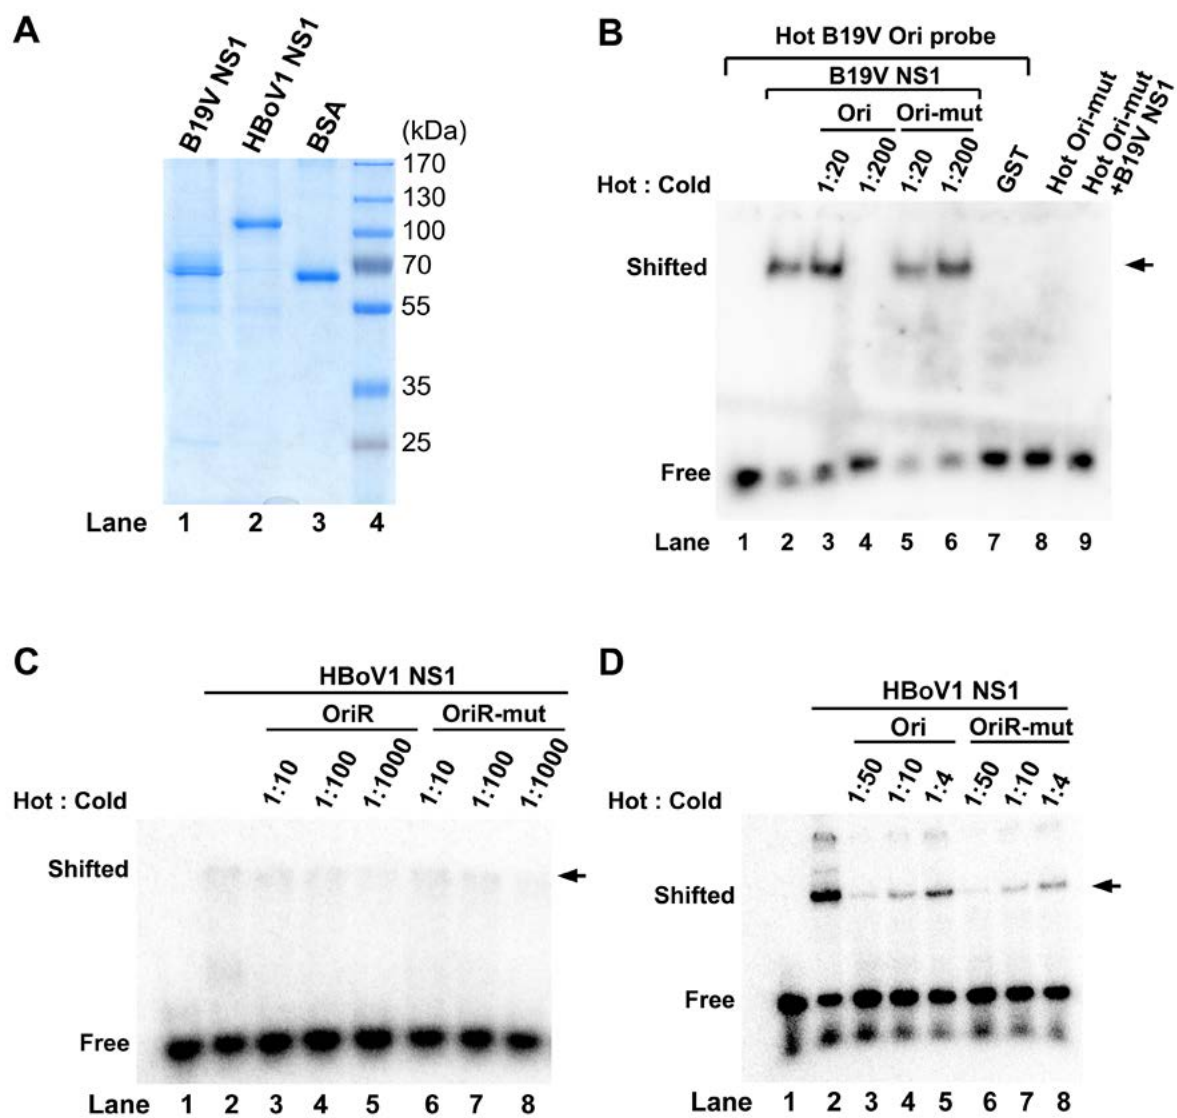 A
B19V NS1
HBoV1 NS1
BSA
(kDa)
170
130
100
70
55
35
25
Lane 1 2 3 4
B
Hot B19V Ori probe
B19V NS1
Ori Ori-mut
Hot : Cold 1:20 1:200 1:20 1:200 GST Hot Ori-mut Hot Ori-mut
+B19V NS1
Shifted
Free
Lane 1 2 3 4 5 6 7 8 9
C
HBoV1 NS1
OriR OriR-mut
Hot : Cold 1:10 1:100 1:1000 1:10 1:100 1:1000
Shifted
Free
Lane 1 2 3 4 5 6 7 8
D
HBoV1 NS1
Ori OriR-mut
Hot : Cold 1:50 1:10 1:4 1:50 1:10 1:4
Shifted
Free
Lane 1 2 3 4 5 6 7 8